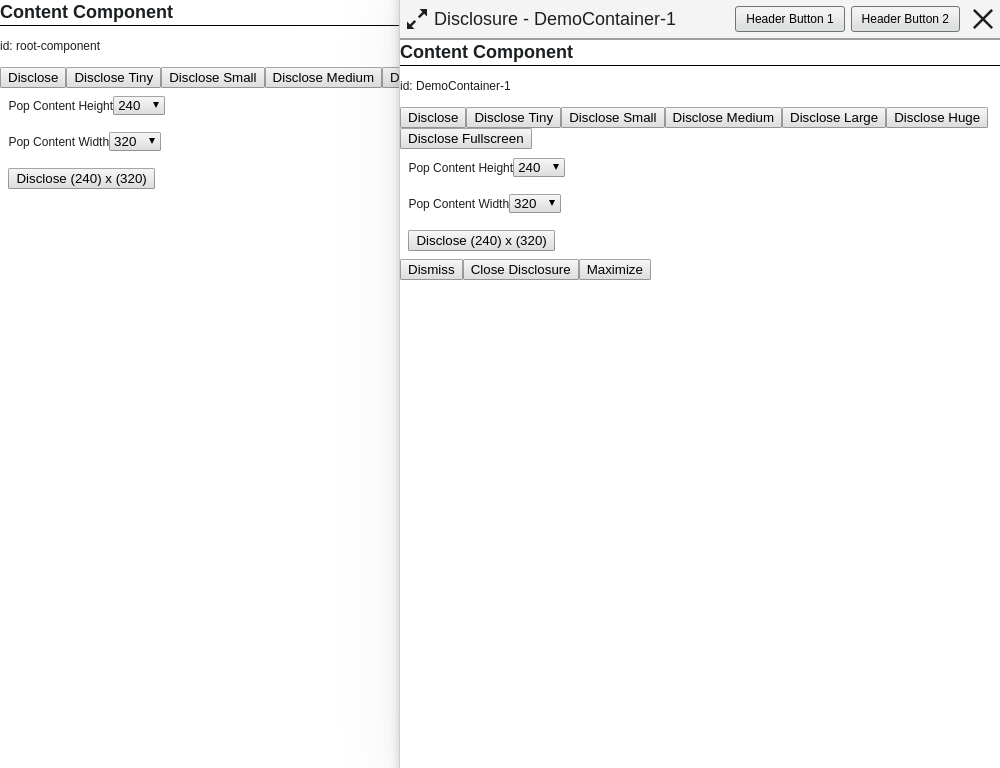 Content Component
id: root-component
Disclose Disclose Tiny Disclose Small Disclose Medium D
Pop Content Height 240
Pop Content Width 320
Disclose (240) x (320)
Disclosure - DemoContainer-1 Header Button 1 Header Button 2
Content Component
id: DemoContainer-1
Disclose Disclose Tiny Disclose Small Disclose Medium Disclose Large Disclose Huge
Disclose Fullscreen
Pop Content Height 240
Pop Content Width 320
Disclose (240) x (320)
Dismiss Close Disclosure Maximize